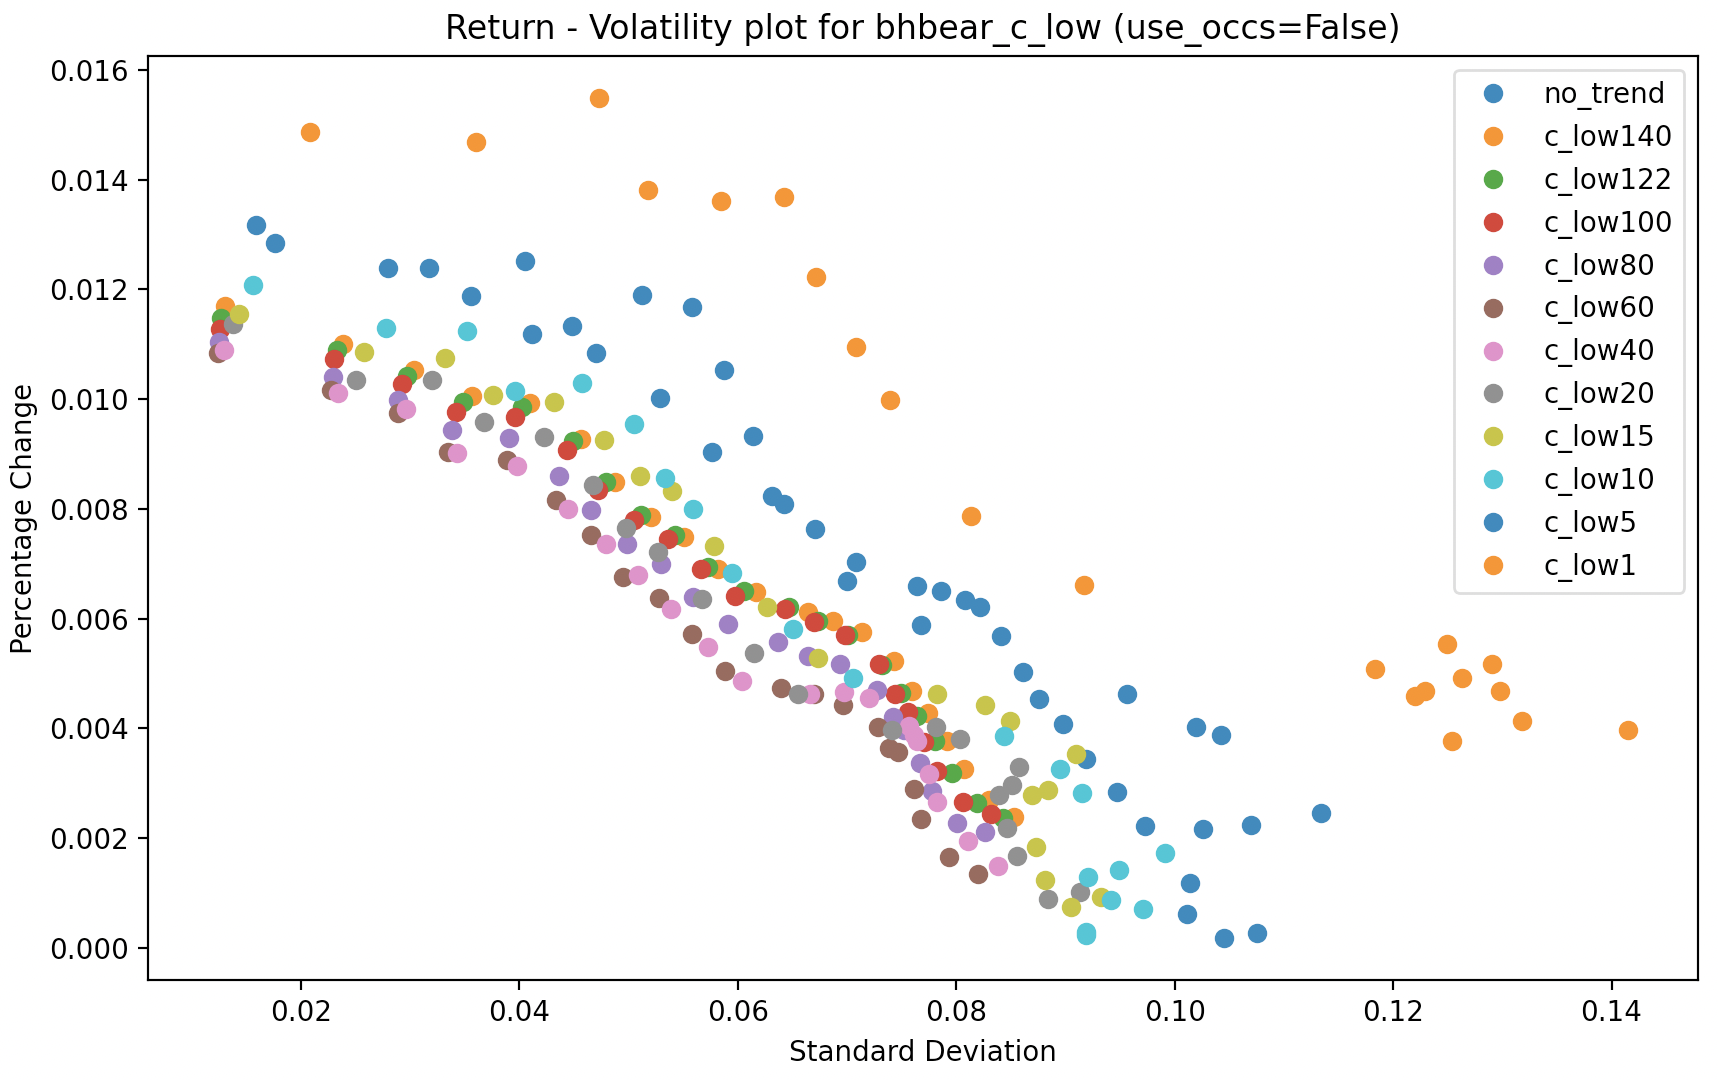 Return - Volatility plot for bhbear_c_low (use_occs=False)
Percentage Change
0.016
0.014
0.012
0.010
0.008
0.006
0.004
0.002
0.000
no_trend
c_low140
c_low122
c_low100
c_low80
c_low60
c_low40
c_low20
c_low15
c_low10
c_low5
c_low1
0.02 0.04 0.06 0.08 0.10 0.12 0.14
Standard Deviation